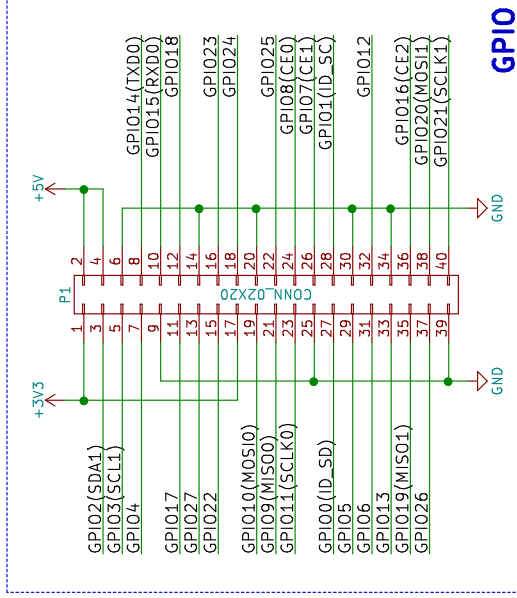 GPIO
GPIO14(TXD0)
GPIO15(RXD0)
GPIO18
GPIO23
GPIO24
GPIO25
GPIO8(CE0)
GPIO7(CE1)
GPIO1(ID_SC)
GPIO12
GPIO16(CE2)
GPIO20(MOSI1)
GPIO21(SCLK1)
+5V
GND
2 4 6 8 10 12 14 16 18 20 22 24 26 28 30 32 34 36 38 40
P1
CONN_02X20
1 3 5 7 9 11 13 15 17 19 21 23 25 27 29 31 33 35 37 39
+3V3
GND
GPIO2(SDA1)
GPIO3(SCL1)
GPIO4
GPIO17
GPIO27
GPIO22
GPIO10(MOSI0)
GPIO9(MISO0)
GPIO11(SCLK0)
GPIO0(ID_SD)
GPIO5
GPIO6
GPIO13
GPIO19(MISO1)
GPIO26